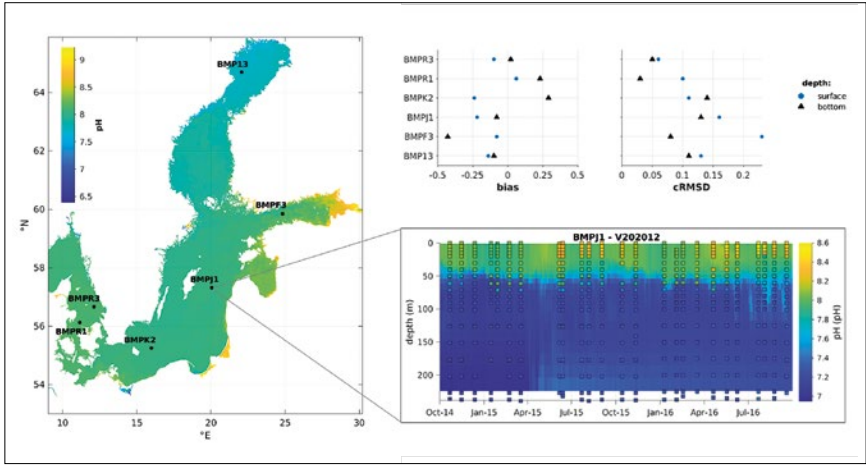 9
8.5
8
7.5
7
6.5
pH
64
62
60
58
56
54
°N
10
15
20
25
30
°E
BMP13
BMPF3
BMPJ1
BMPR3
BMPR1
BMPK2
BMPR3
BMPR1
BMPK2
BMPJ1
BMPF3
BMP13
-0.5
-0.25
0
0.25
0.5
bias
0
0.05
0.1
0.15
0.2
cRMSD
depth:
surface
bottom
BMPJ1 - V202012
0
50
100
150
200
depth (m)
Oct-14
Jan-15
Apr-15
Jul-15
Oct-15
Jan-16
Apr-16
Jul-16
8.6
8.4
8.2
8
7.8
7.6
7.4
7.2
7
pH (pH)